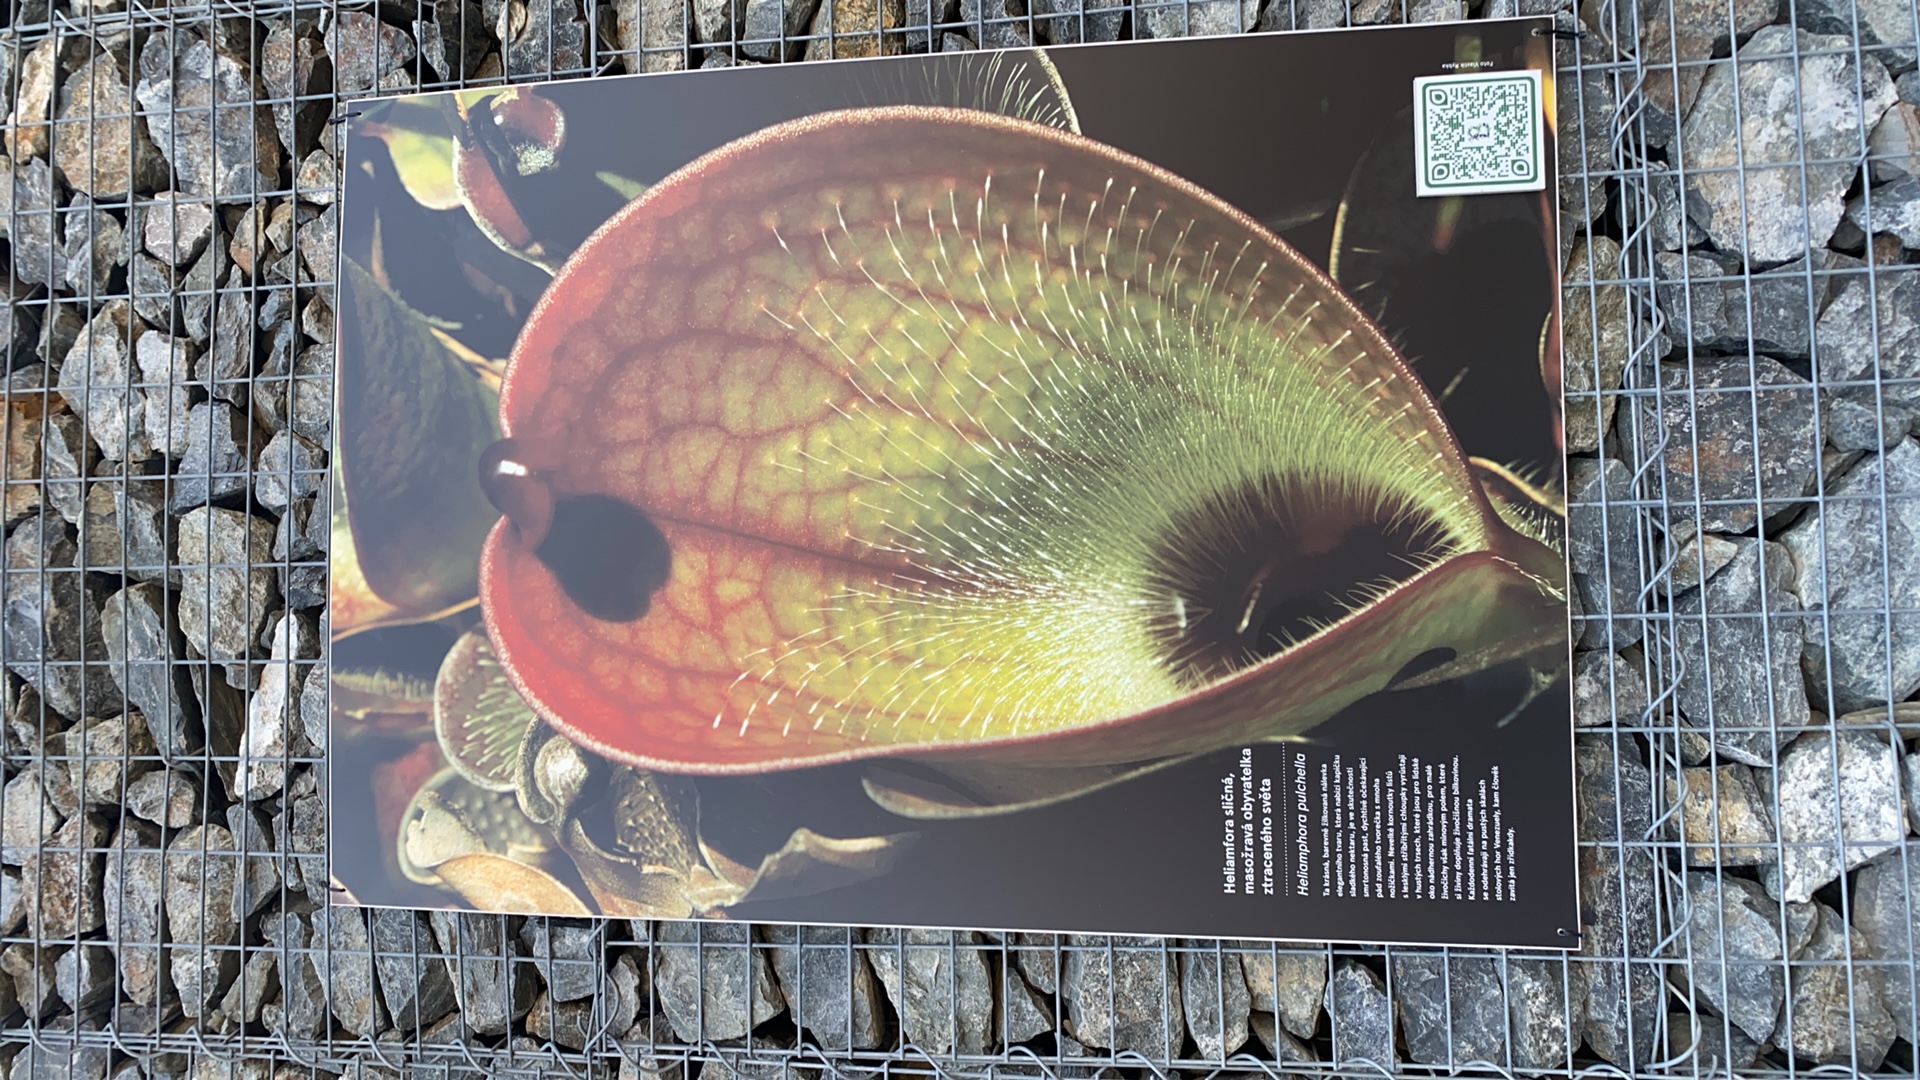 Heliamfora sličná,
masožravá obyvatelka
ztraceného světa
Heliamphora pulchella
Ta krásná, barevně žilkovaná nálevka
elegantního tvaru, která nabízí kapičku
sladkého nektaru, je ve skutečnosti
smrtonosná past, dychtivě očekávající
pád zoufalého tvorečka s mnoha
nožičkami. Nevelké kornoutky listů
s lesklými stříbřitými chloupky vyrůstají
v hustých trsech, které jsou pro lidské
oko nádhernou zahrádkou, pro malé
živočichy však minovým polem, které
si živiny doplňuje živočišnou bílkovinou.
Každodenní fatální dramata
se odehrávají na pustých skalách
stolových hor Venezuely, kam člověk
zavítá jen zřídkakdy.
Foto Vlastík Rybka